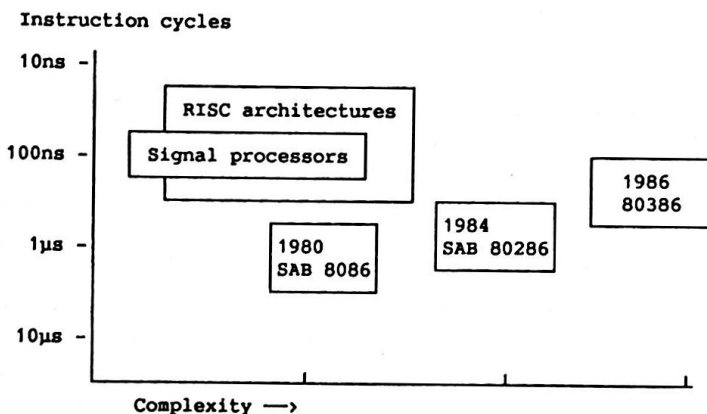 Instruction cycles
10ns
RISC architectures
100ns
Signal processors
1986
80386
1984
SAB 80286
1µs
1980
SAB 8086
10µs
Complexity —>